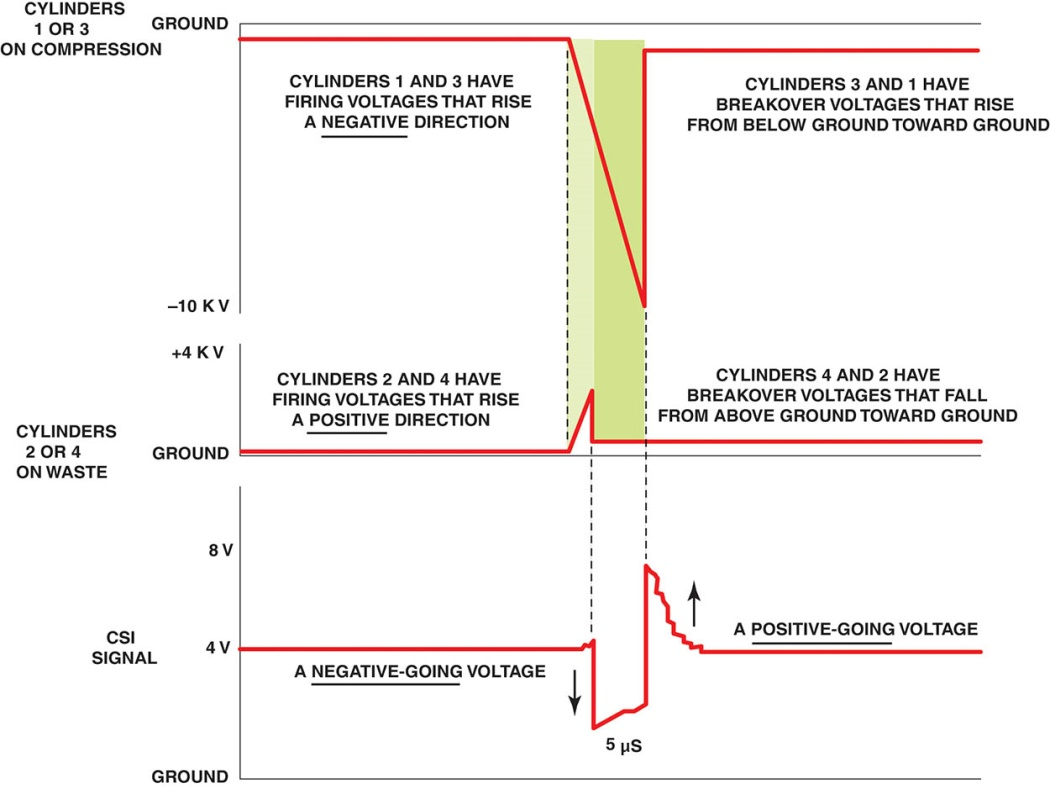 CYLINDERS
1 OR 3
ON COMPRESSION
GROUND
CYLINDERS 1 AND 3 HAVE
FIRING VOLTAGES THAT RISE
A NEGATIVE DIRECTION
CYLINDERS 3 AND 1 HAVE
BREAKOVER VOLTAGES THAT RISE
FROM BELOW GROUND TOWARD GROUND
–10 K V
+4 K V
CYLINDERS 2 AND 4 HAVE
FIRING VOLTAGES THAT RISE
A POSITIVE DIRECTION
CYLINDERS 4 AND 2 HAVE
BREAKOVER VOLTAGES THAT FALL
FROM ABOVE GROUND TOWARD GROUND
CYLINDERS
2 OR 4
ON WASTE
GROUND
8 V
CSI
SIGNAL
4 V
A NEGATIVE-GOING VOLTAGE
A POSITIVE-GOING VOLTAGE
5 µS
GROUND